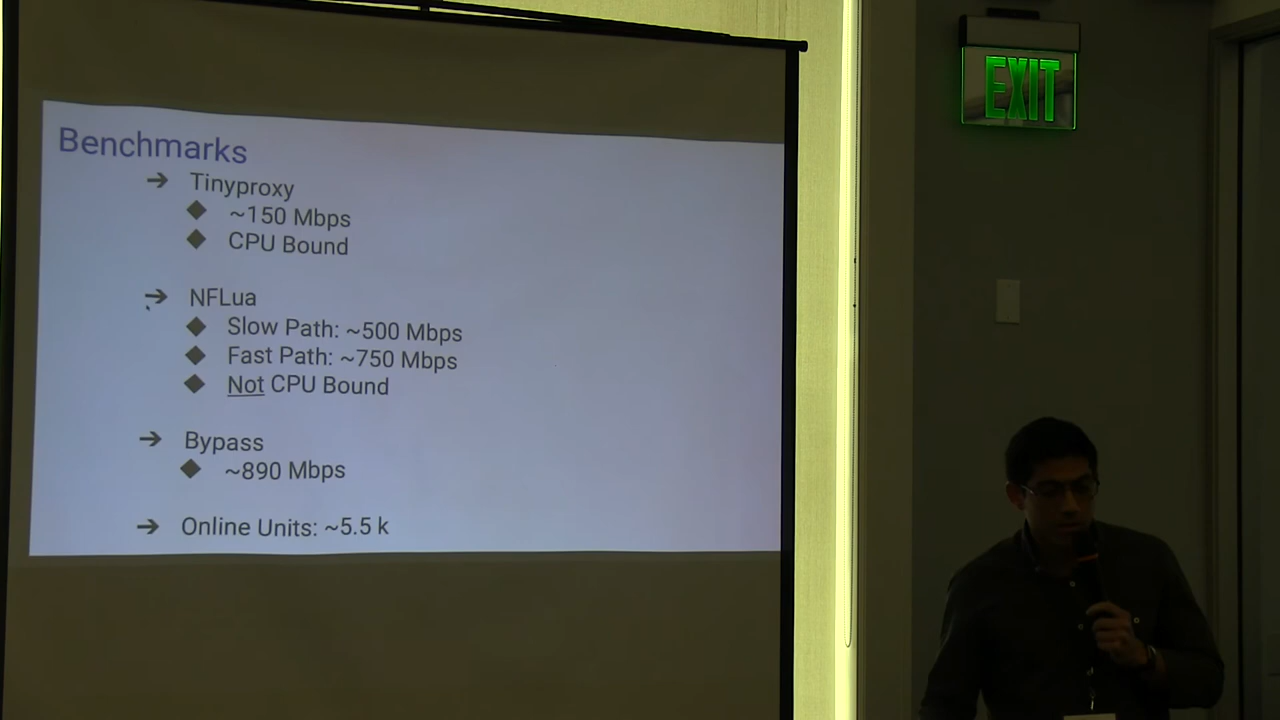 Benchmarks
→ Tinyproxy
◆ ~150 Mbps
◆ CPU Bound
→ NFLua
◆ Slow Path: ~500 Mbps
◆ Fast Path: ~750 Mbps
◆ Not CPU Bound
→ Bypass
◆ ~890 Mbps
→ Online Units: ~5.5 k
EXIT